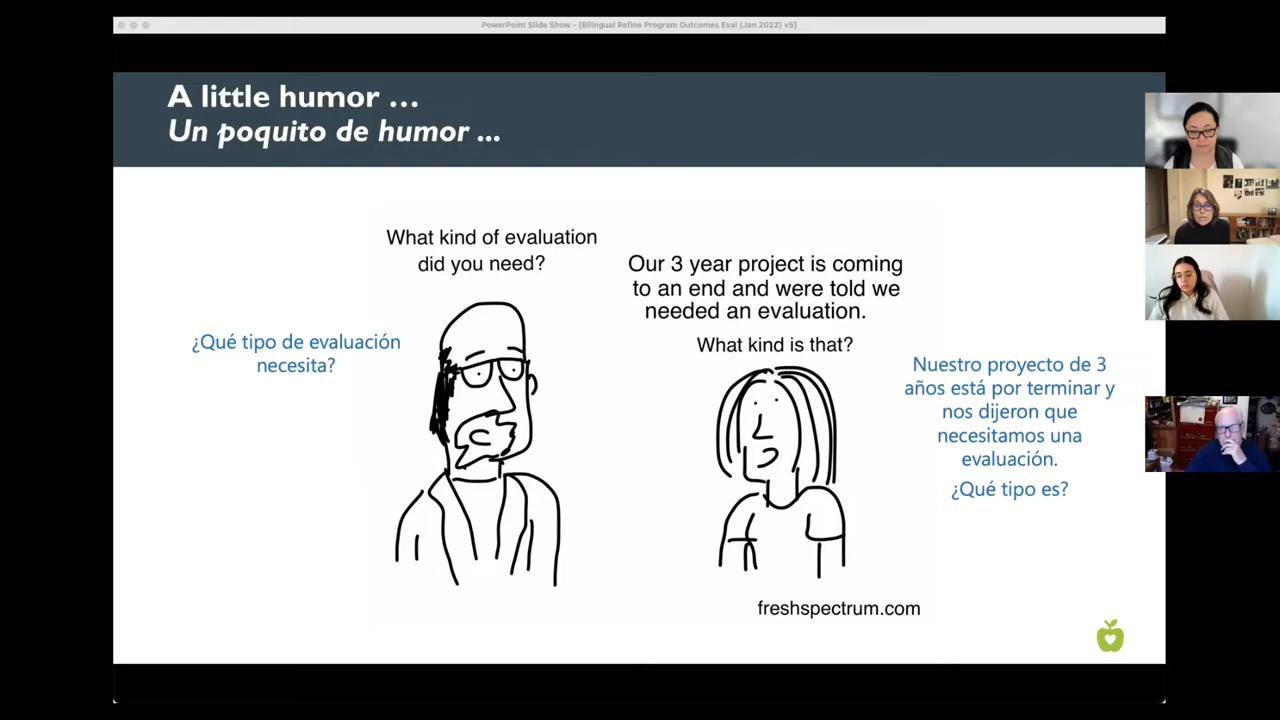 PowerPoint Slide Show - [Bilingual Refine Program Outcomes Eval (Jan 2022) v5]
A little humor ...
Un poquito de humor ...
What kind of evaluation
did you need?
¿Qué tipo de evaluación
necesita?
Our 3 year project is coming
to an end and were told we
needed an evaluation.
What kind is that?
Nuestro proyecto de 3
años está por terminar y
nos dijeron que
necesitamos una
evaluación.
¿Qué tipo es?
freshspectrum.com